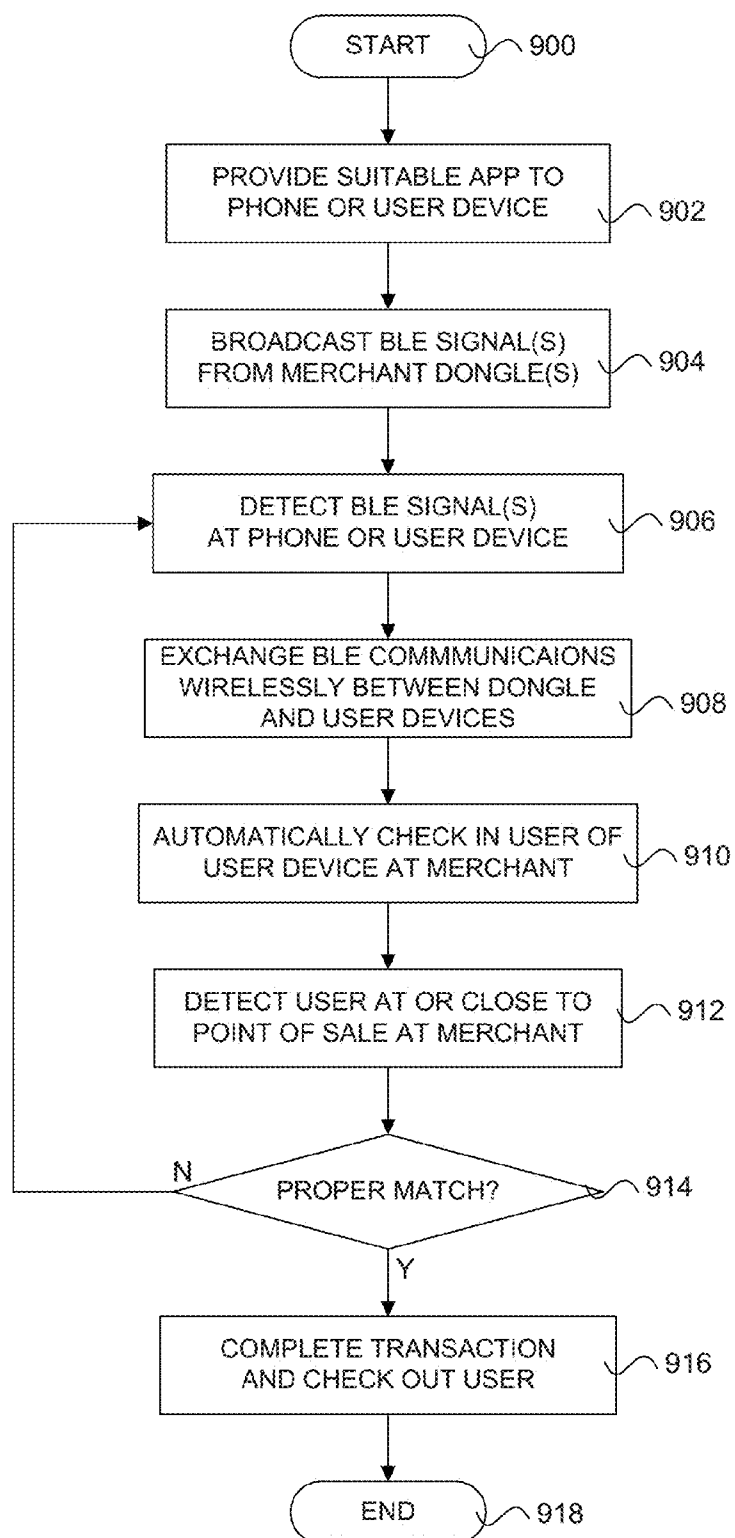 START
900
PROVIDE SUITABLE APP TO
PHONE OR USER DEVICE
902
BROADCAST BLE SIGNAL(S)
FROM MERCHANT DONGLE(S)
904
DETECT BLE SIGNAL(S)
AT PHONE OR USER DEVICE
906
EXCHANGE BLE COMMMUNICAIONS
WIRELESSLY BETWEEN DONGLE
AND USER DEVICES
908
AUTOMATICALLY CHECK IN USER OF
USER DEVICE AT MERCHANT
910
DETECT USER AT OR CLOSE TO
POINT OF SALE AT MERCHANT
912
N
PROPER MATCH?
914
Y
COMPLETE TRANSACTION
AND CHECK OUT USER
916
END
918